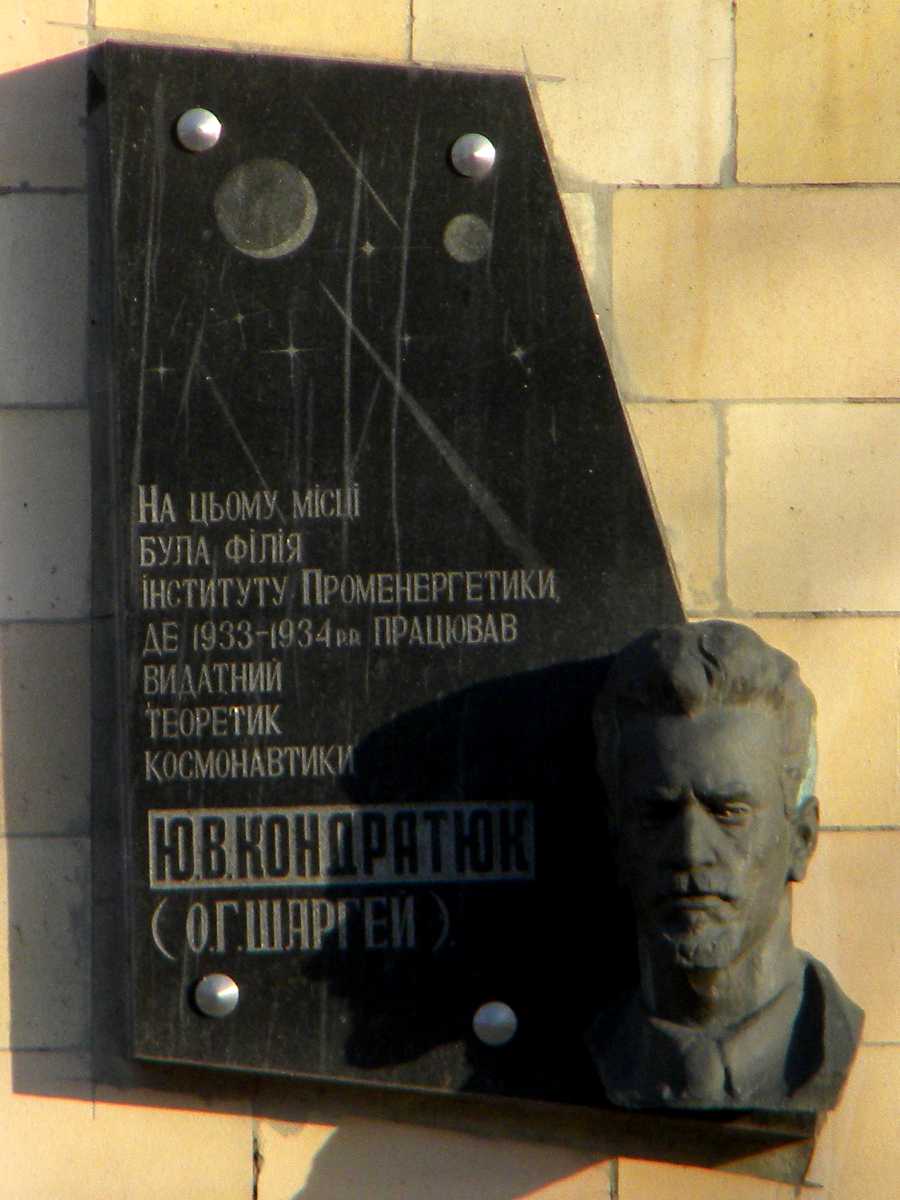 На цьому місці
була філія
інституту Променергетики,
де 1933-1934 р.р. працював
видатний
теоретик
космонавтики
Ю.В.КОНДРАТЮК
(О.Г.ШАРГЕЙ)